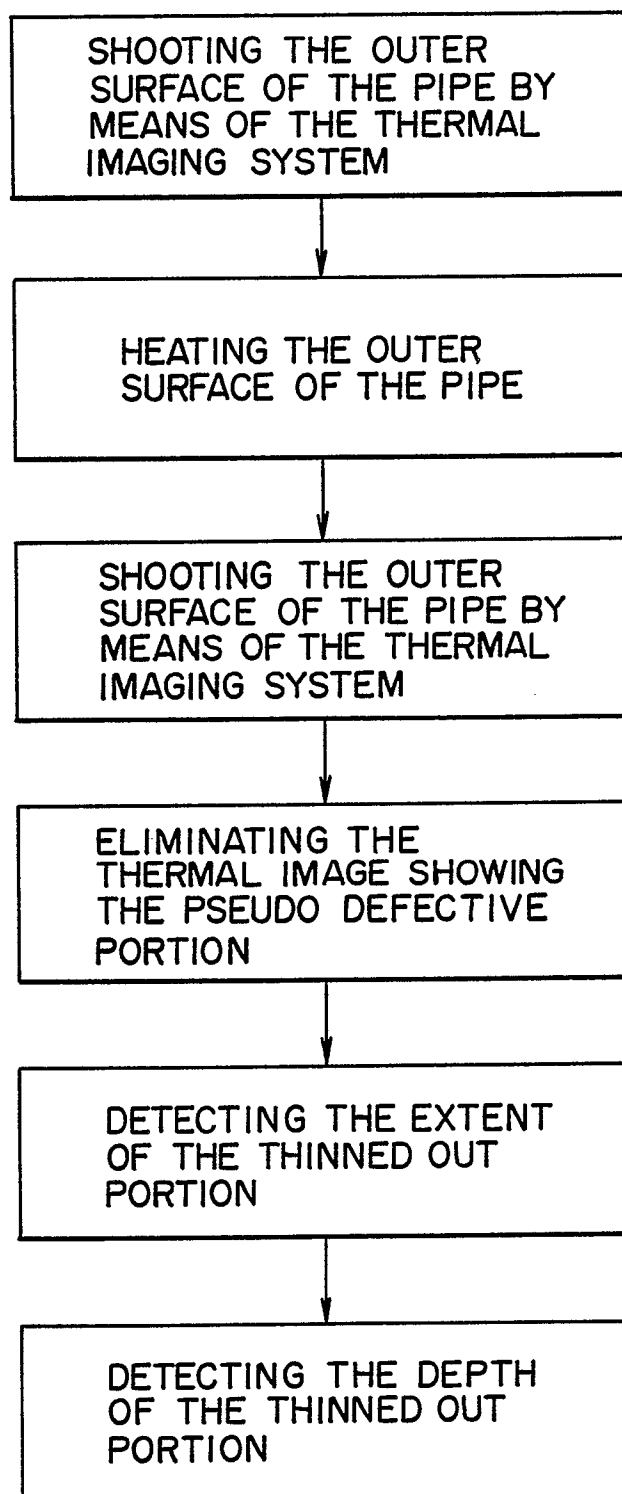 SHOOTING THE OUTER
SURFACE OF THE PIPE BY
MEANS OF THE THERMAL
IMAGING SYSTEM
HEATING THE OUTER
SURFACE OF THE PIPE
SHOOTING THE OUTER
SURFACE OF THE PIPE BY
MEANS OF THE THERMAL
IMAGING SYSTEM
ELIMINATING THE
THERMAL IMAGE SHOWING
THE PSEUDO DEFECTIVE
PORTION
DETECTING THE EXTENT
OF THE THINNED OUT
PORTION
DETECTING THE DEPTH
OF THE THINNED OUT
PORTION